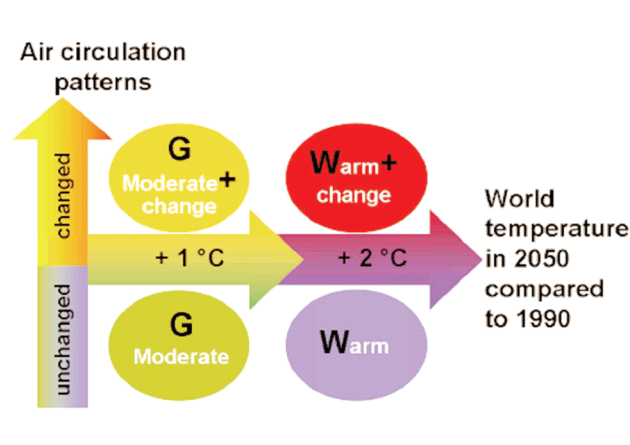 Air circulation
patterns
changed
unchanged
G
Moderate+
change
Warm+
change
+ 1 °C
+ 2 °C
G
Moderate
Warm
World
temperature
in 2050
compared
to 1990